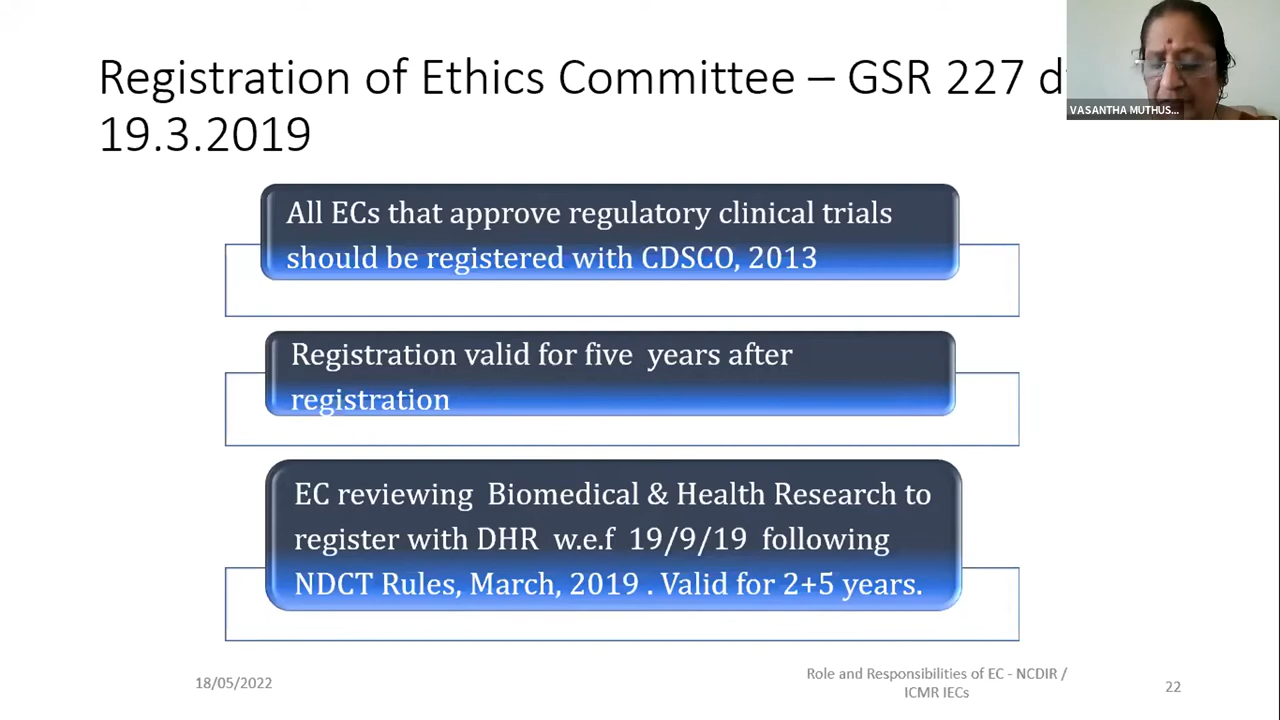 Registration of Ethics Committee – GSR 227
19.3.2019
VASANTHA MUTHUS...
All ECs that approve regulatory clinical trials
should be registered with CDSCO, 2013
Registration valid for five  years after
registration
EC reviewing  Biomedical & Health Research to
register with DHR  w.e.f  19/9/19  following
NDCT Rules, March, 2019 . Valid for 2+5 years.
18/05/2022
Role and Responsibilities of EC - NCDIR /
ICMR IECs
22